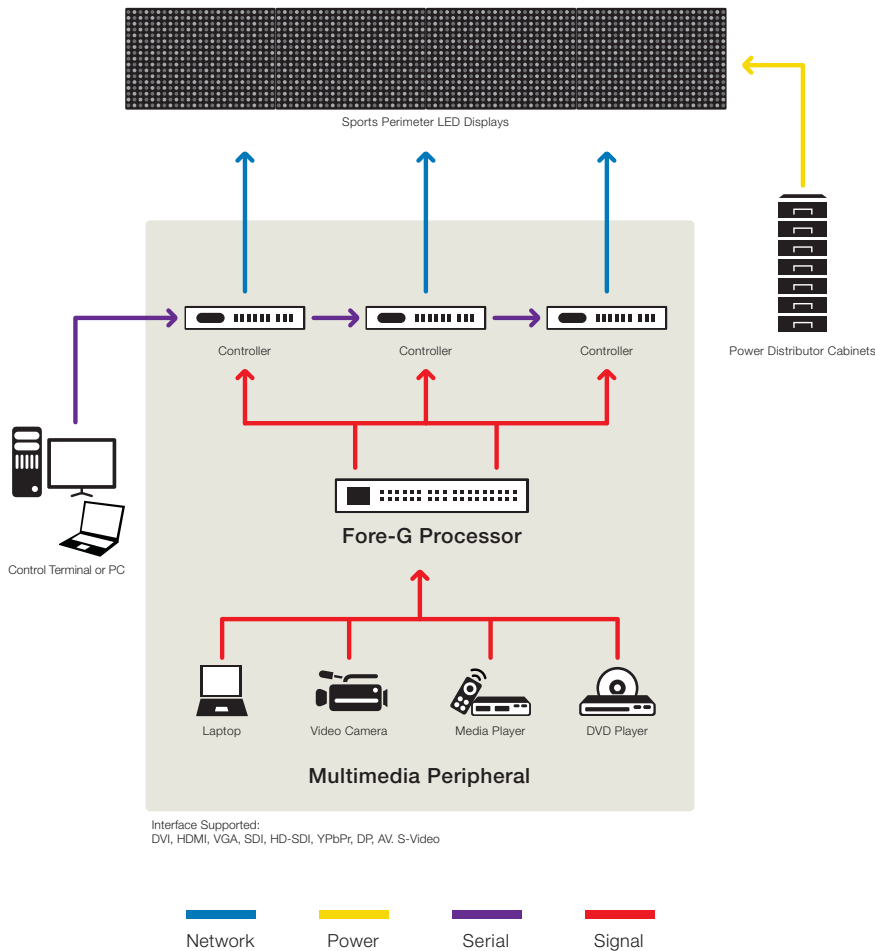 Sports Perimeter LED Displays
Controller
Controller
Controller
Power Distributor Cabinets
Fore-G Processor
Control Terminal or PC
Laptop
Video Camera
Media Player
DVD Player
Multimedia Peripheral
Interface Supported:
DVI, HDMI, VGA, SDI, HD-SDI, YPbPr, DP, AV. S-Video
Network
Power
Serial
Signal